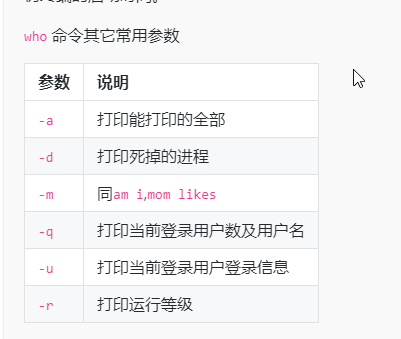 who 命令其它常用参数
参数 说明
-a 打印能打印的全部
-d 打印死掉的进程
-m 同am i,mom likes
-q 打印当前登录用户数及用户名
-u 打印当前登录用户登录信息
-r 打印运行等级